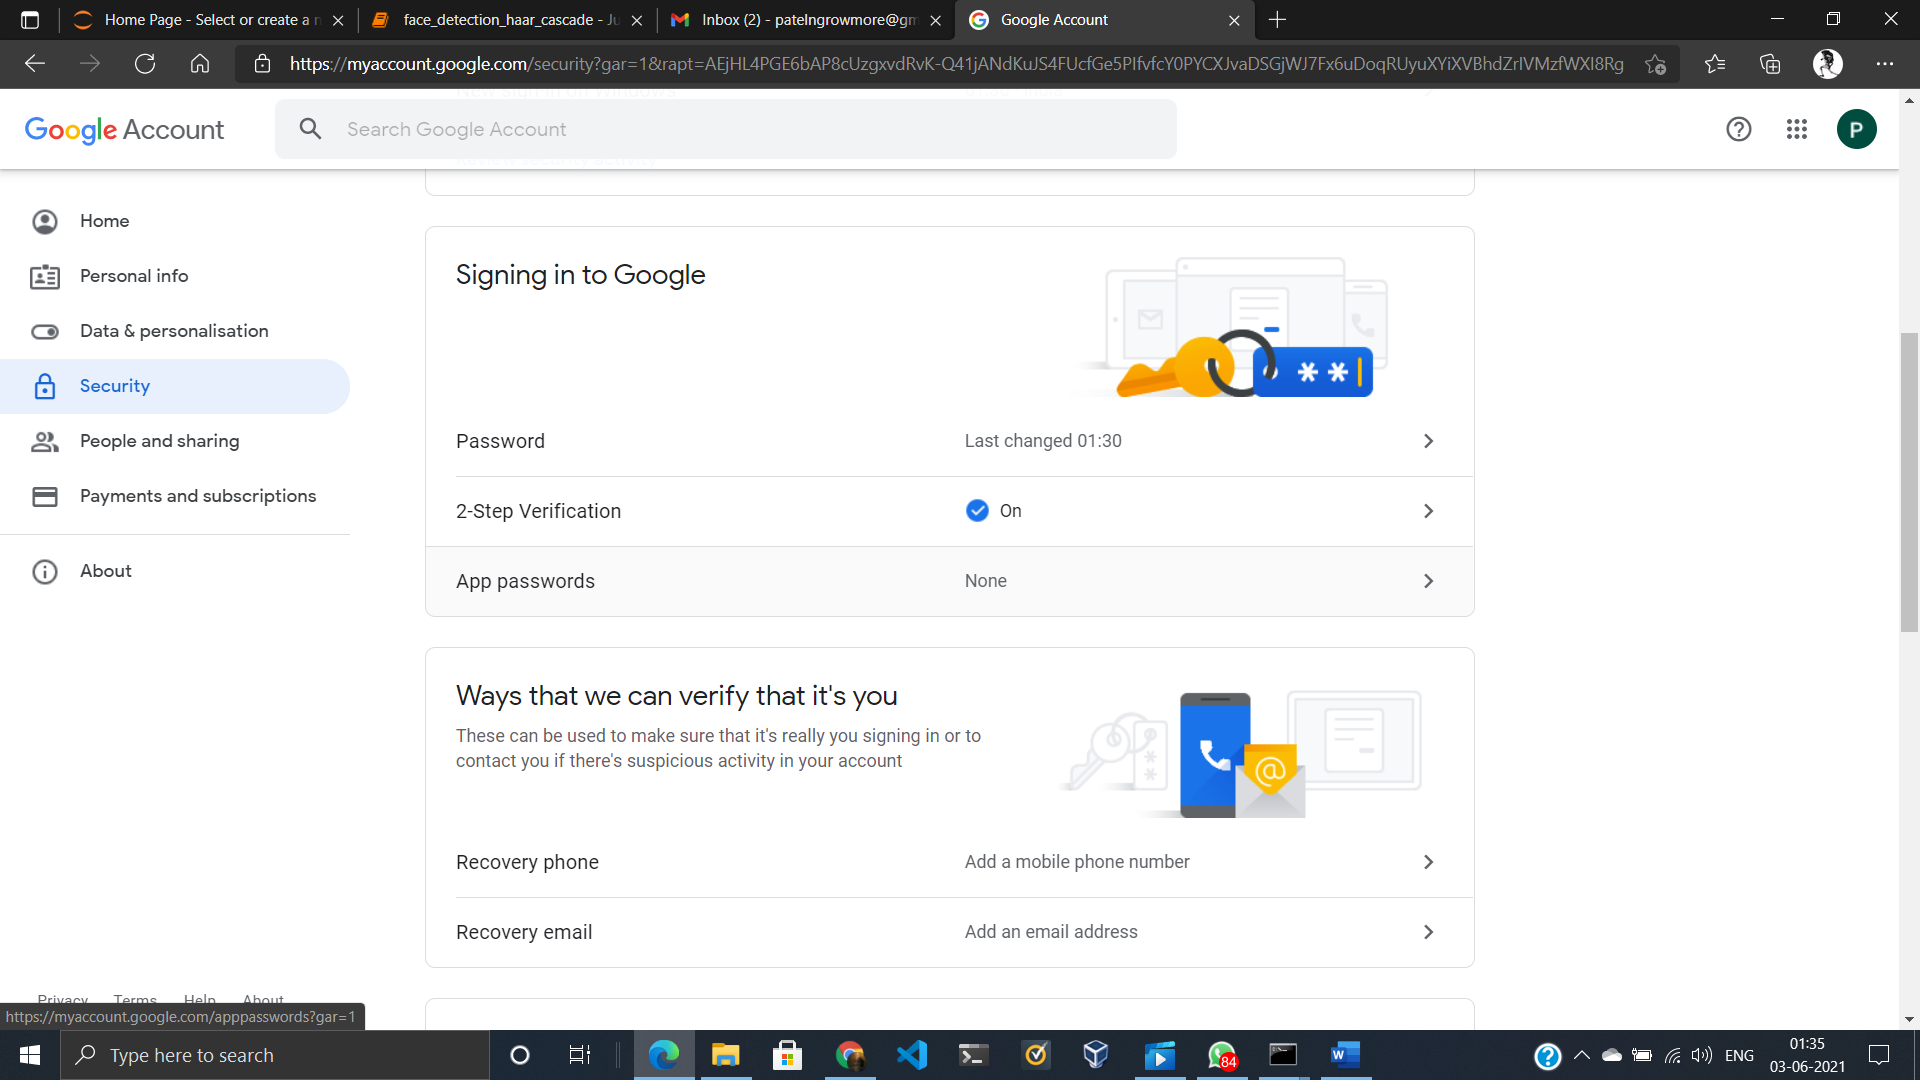 Home Page - Select or create a n
face_detection_haar_cascade - Ju
Inbox (2) - patelngrowmore@gm
Google Account
https://myaccount.google.com/security?gar=1&rapt=AEjHL4PGE6bAP8cUzgxvdRvK-Q41jANdKuJS4FUcfGe5PIfvfcY0PYCXJvaDSGjWJ7Fx6uDoqRUyuXYiXVBhdZrIVMzfWXI8Rg
Google Account
Search Google Account
P
Review security activity
Home
Personal info
Data & personalisation
Security
People and sharing
Payments and subscriptions
About
Signing in to Google
Password
Last changed 01:30
2-Step Verification
On
App passwords
None
Ways that we can verify that it's you
These can be used to make sure that it's really you signing in or to
contact you if there's suspicious activity in your account
Recovery phone
Add a mobile phone number
Recovery email
Add an email address
Privacy Terms Help About
https://myaccount.google.com/apppasswords?gar=1
Type here to search
84
ENG
01:35
03-06-2021